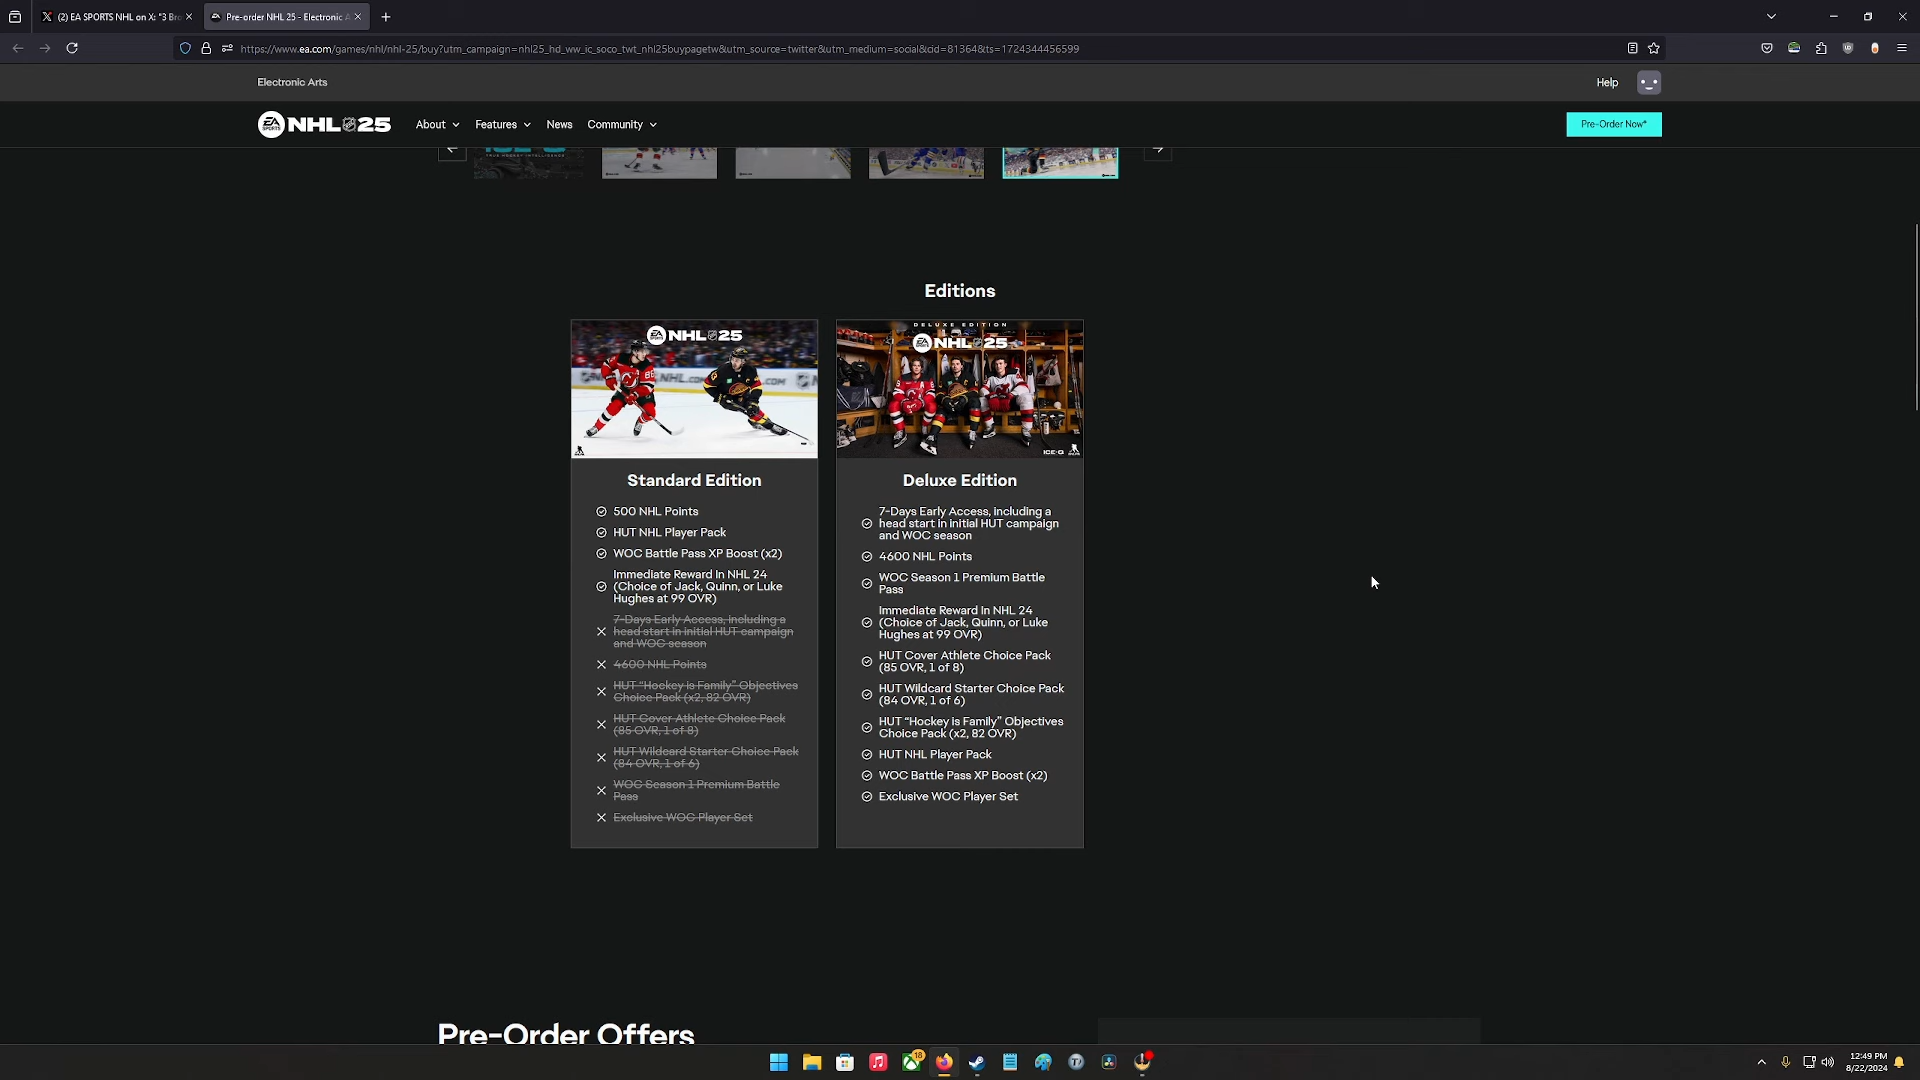 (2) EA SPORTS NHL on X: "3 Bro
Pre-order NHL 25 - Electronic A
https://www.ea.com/games/nhl/nhl-25/buy?utm_campaign=nhl25_hd_ww_ic_soco_twt_nhl25buypagetw&utm_source=twitter&utm_medium=social&cid=81364&ts=1724344456599
Electronic Arts
Help
EA SPORTS NHL 25
About
Features
News
Community
Pre-Order Now*
TRUE HOCKEY INTELLIGENCE
Editions
NHL 25
DELUXE EDITION
NHL 25
ICE-Q
Standard Edition
500 NHL Points
HUT NHL Player Pack
WOC Battle Pass XP Boost (x2)
Immediate Reward In NHL 24
(Choice of Jack, Quinn, or Luke
Hughes at 99 OVR)
7-Days Early Access, including a
head start in initial HUT campaign
and WOC season
4600 NHL Points
HUT “Hockey is Family” Objectives
Choice Pack (x2, 82 OVR)
HUT Cover Athlete Choice Pack
(85 OVR, 1 of 8)
HUT Wildcard Starter Choice Pack
(84 OVR, 1 of 6)
WOC Season 1 Premium Battle
Pass
Exclusive WOC Player Set
Deluxe Edition
7-Days Early Access, including a
head start in initial HUT campaign
and WOC season
4600 NHL Points
WOC Season 1 Premium Battle
Pass
Immediate Reward In NHL 24
(Choice of Jack, Quinn, or Luke
Hughes at 99 OVR)
HUT Cover Athlete Choice Pack
(85 OVR, 1 of 8)
HUT Wildcard Starter Choice Pack
(84 OVR, 1 of 6)
HUT “Hockey is Family” Objectives
Choice Pack (x2, 82 OVR)
HUT NHL Player Pack
WOC Battle Pass XP Boost (x2)
Exclusive WOC Player Set
Pre-Order Offers
18
12:49 PM
8/22/2024